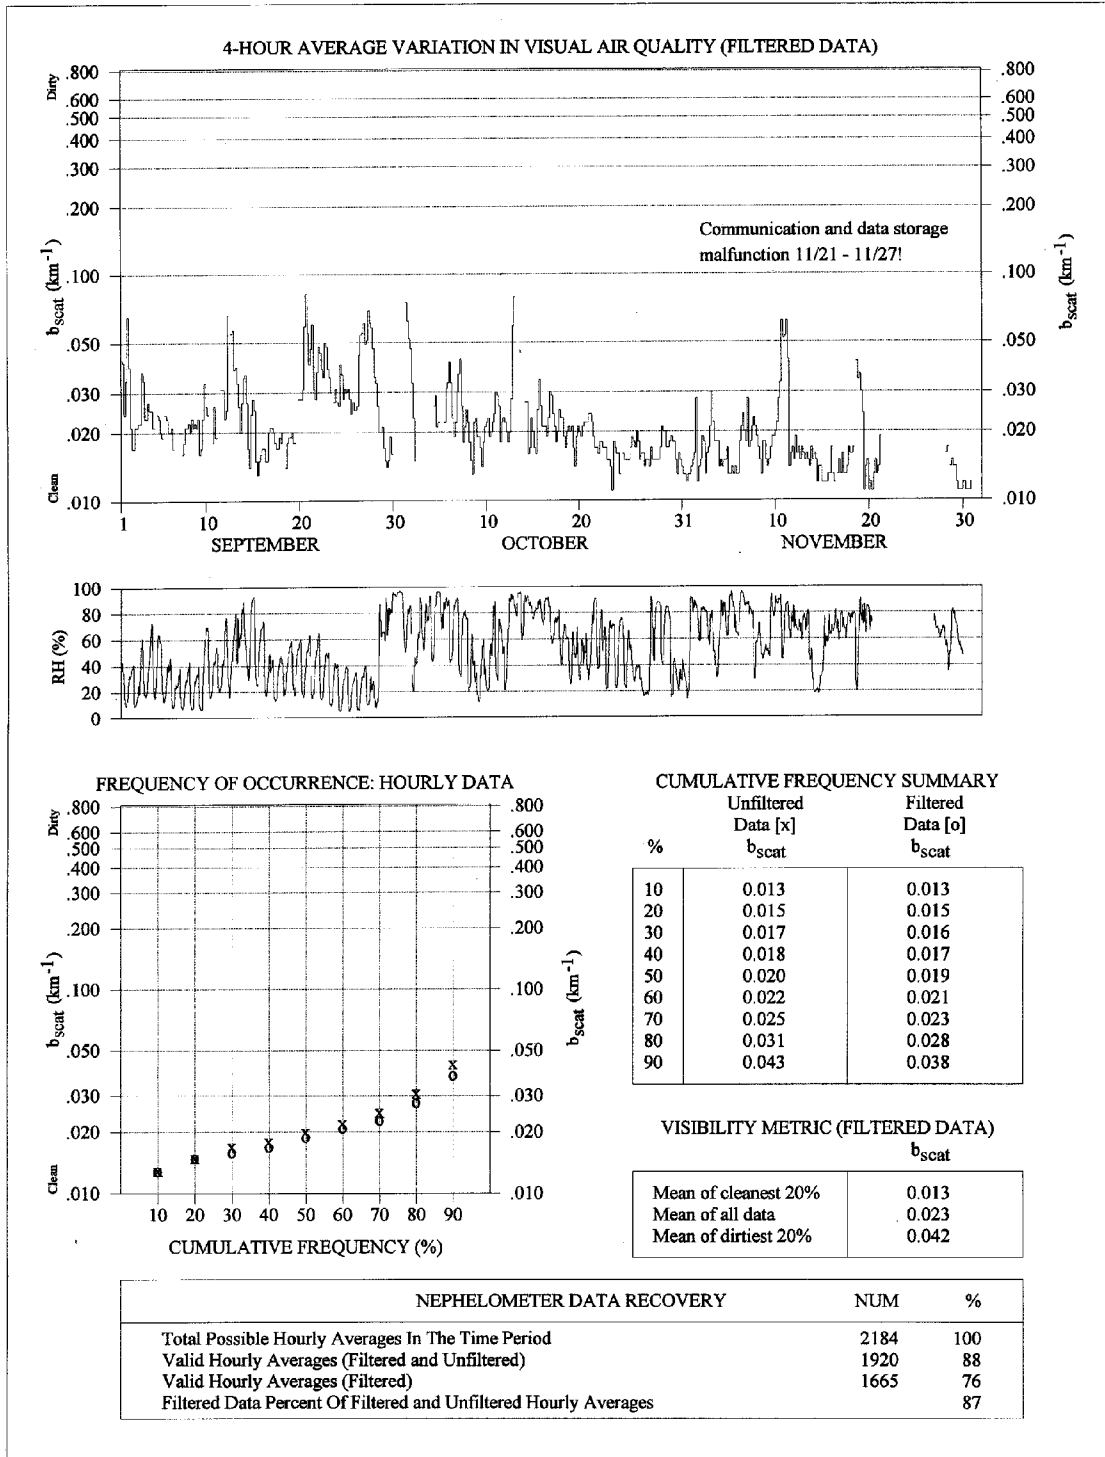 4-HOUR AVERAGE VARIATION IN VISUAL AIR QUALITY (FILTERED DATA)
Dirty
.800 .800
.600 .600
.500 .500
.400 .400
.300 .300
.200 .200
Communication and data storage
malfunction 11/21 - 11/27!
bscat (km-1) bscat (km-1)
.100 .100
.050 .050
.030 .030
.020 .020
Clean
.010 .010
1 10 20 30 10 20 31 10 20 30
SEPTEMBER OCTOBER NOVEMBER
RH (%)
100
80
60
40
20
0
FREQUENCY OF OCCURRENCE: HOURLY DATA
Dirty
.800 .800
.600 .600
.500 .500
.400 .400
.300 .300
.200 .200
bscat (km-1) bscat (km-1)
.100 .100
.050 .050
.030 .030
.020 .020
Clean
.010 .010
10 20 30 40 50 60 70 80 90
CUMULATIVE FREQUENCY (%)
CUMULATIVE FREQUENCY SUMMARY
Unfiltered Filtered
Data [x] Data [o]
% bscat bscat
10 0.013 0.013
20 0.015 0.015
30 0.017 0.016
40 0.018 0.017
50 0.020 0.019
60 0.022 0.021
70 0.025 0.023
80 0.031 0.028
90 0.043 0.038
VISIBILITY METRIC (FILTERED DATA)
bscat
Mean of cleanest 20% 0.013
Mean of all data 0.023
Mean of dirtiest 20% 0.042
NEPHELOMETER DATA RECOVERY NUM %
Total Possible Hourly Averages In The Time Period 2184 100
Valid Hourly Averages (Filtered and Unfiltered) 1920 88
Valid Hourly Averages (Filtered) 1665 76
Filtered Data Percent Of Filtered and Unfiltered Hourly Averages 87